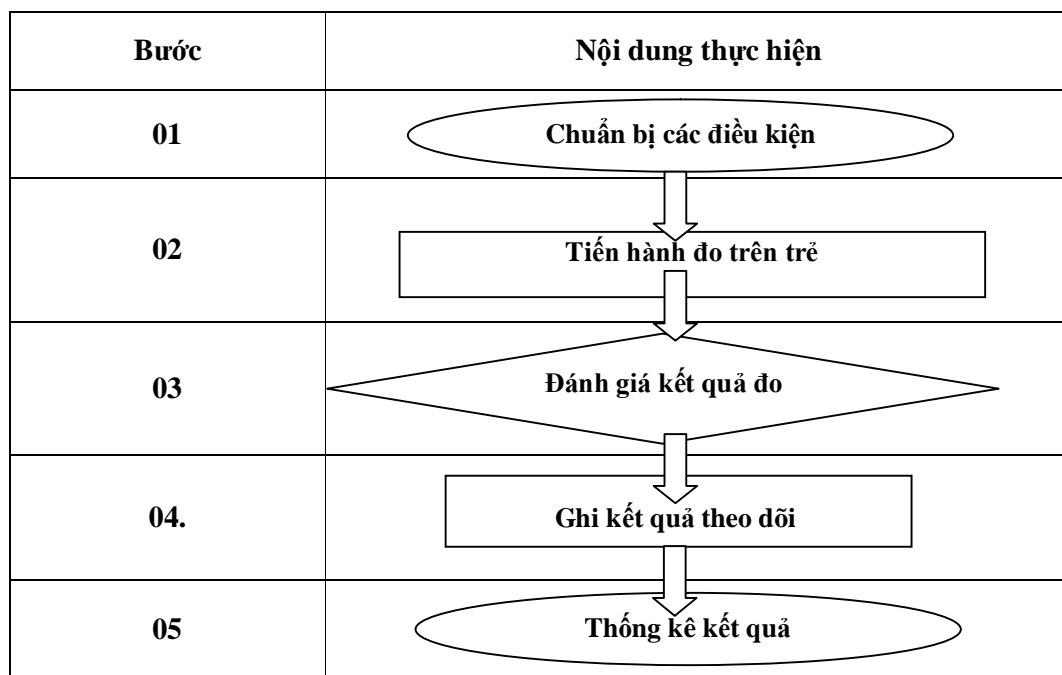 Bước Nội dung thực hiện
01 Chuẩn bị các điều kiện
02 Tiến hành đo trên trẻ
03 Đánh giá kết quả đo
04. Ghi kết quả theo dõi
05 Thống kê kết quả